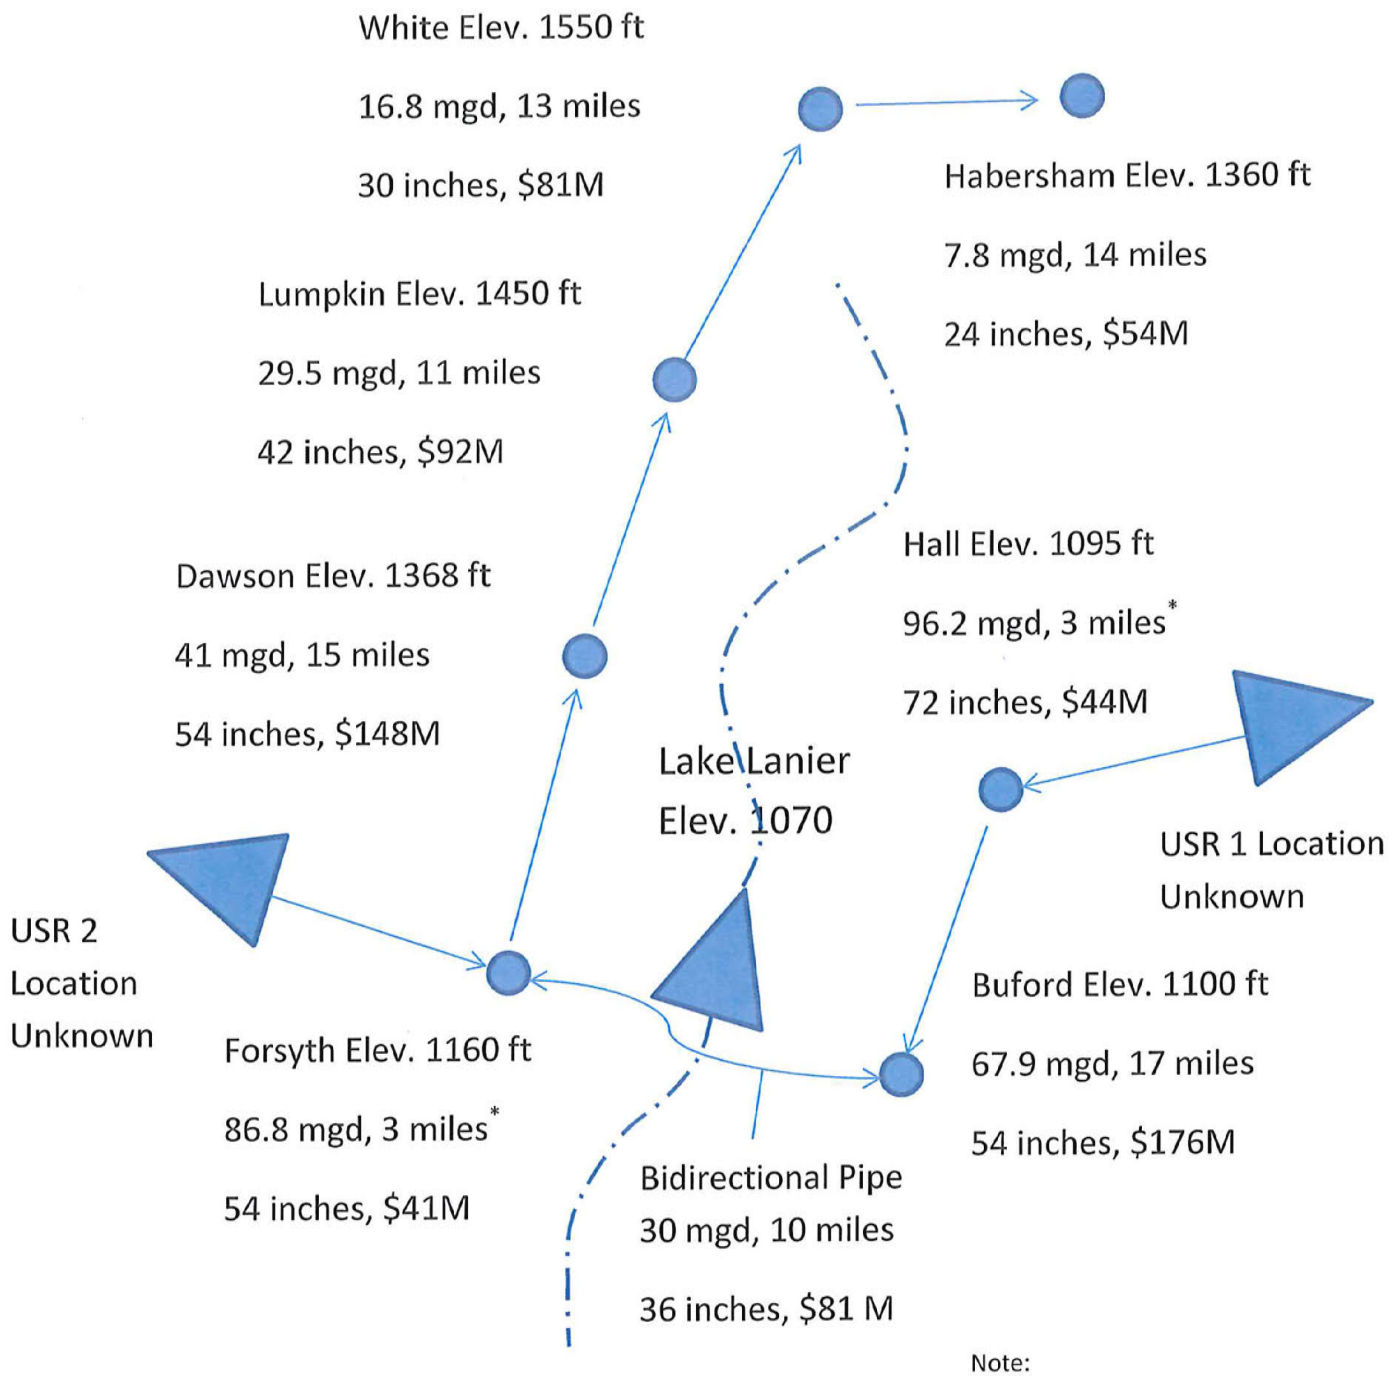 White Elev. 1550 ft
16.8 mgd, 13 miles
30 inches, $81M
Habersham Elev. 1360 ft
7.8 mgd, 14 miles
24 inches, $54M
Lumpkin Elev. 1450 ft
29.5 mgd, 11 miles
42 inches, $92M
Hall Elev. 1095 ft
96.2 mgd, 3 miles*
72 inches, $44M
Dawson Elev. 1368 ft
41 mgd, 15 miles
54 inches, $148M
Lake Lanier
Elev. 1070
USR 1 Location
Unknown
USR 2
Location
Unknown
Forsyth Elev. 1160 ft
86.8 mgd, 3 miles*
54 inches, $41M
Buford Elev. 1100 ft
67.9 mgd, 17 miles
54 inches, $176M
Bidirectional Pipe
30 mgd, 10 miles
36 inches, $81 M
Note: